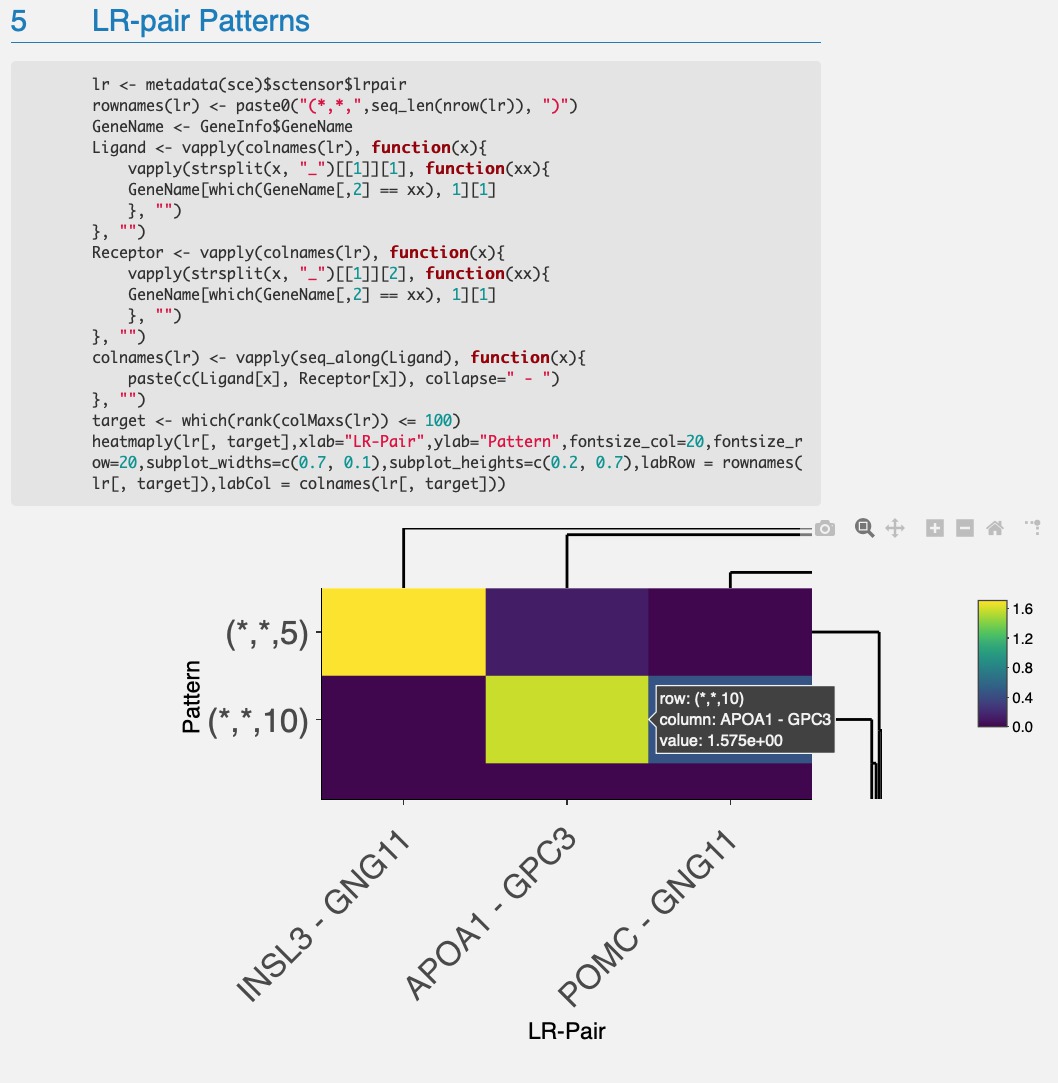 5 LR-pair Patterns
lr <- metadata(sce)$sctensor$lrpair
rownames(lr) <- paste0("(*,*,",seq_len(nrow(lr)), ")")
GeneName <- GeneInfo$GeneName
Ligand <- vapply(colnames(lr), function(x){
    vapply(strsplit(x, "_")[[1]][1], function(xx){
    GeneName[which(GeneName[,2] == xx), 1][1]
    }, "")
}, "")
Receptor <- vapply(colnames(lr), function(x){
    vapply(strsplit(x, "_")[[1]][2], function(xx){
    GeneName[which(GeneName[,2] == xx), 1][1]
    }, "")
}, "")
colnames(lr) <- vapply(seq_along(Ligand), function(x){
    paste(c(Ligand[x], Receptor[x]), collapse=" - ")
}, "")
target <- which(rank(colMaxs(lr)) <= 100)
heatmaply(lr[, target],xlab="LR-Pair",ylab="Pattern",fontsize_col=20,fontsize_r
ow=20,subplot_widths=c(0.7, 0.1),subplot_heights=c(0.2, 0.7),labRow = rownames(
lr[, target]),labCol = colnames(lr[, target]))
(*,*,5)
(*,*,10)
Pattern
row: (*,*,10)
column: APOA1 - GPC3
value: 1.575e+00
1.6
1.2
0.8
0.4
0.0
INSL3 - GNG11
APOA1 - GPC3
POMC - GNG11
LR-Pair